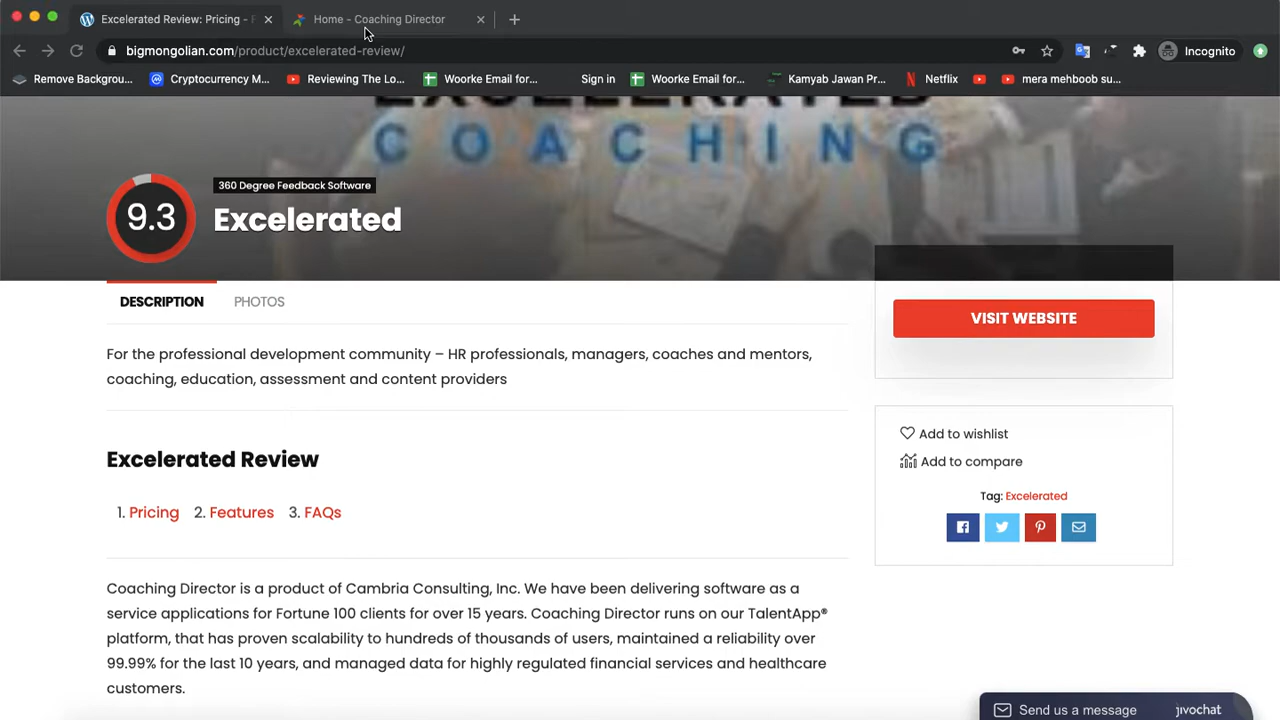 Excelerated Review: Pricing - F
Home - Coaching Director
bigmongolian.com/product/excelerated-review/
Incognito
Remove Backgrou...
Cryptocurrency M...
Reviewing The Lo...
Woorke Email for...
Sign in
Woorke Email for...
Kamyab Jawan Pr...
Netflix
mera mehboob su...
EXCELERATED
COACHING
9.3
360 Degree Feedback Software
Excelerated
DESCRIPTION
PHOTOS
VISIT WEBSITE
For the professional development community – HR professionals, managers, coaches and mentors,
coaching, education, assessment and content providers
Add to wishlist
Add to compare
Tag: Excelerated
Excelerated Review
1. Pricing 2. Features 3. FAQs
Coaching Director is a product of Cambria Consulting, Inc. We have been delivering software as a
service applications for Fortune 100 clients for over 15 years. Coaching Director runs on our TalentApp®
platform, that has proven scalability to hundreds of thousands of users, maintained a reliability over
99.99% for the last 10 years, and managed data for highly regulated financial services and healthcare
customers.
Send us a message
jivochat